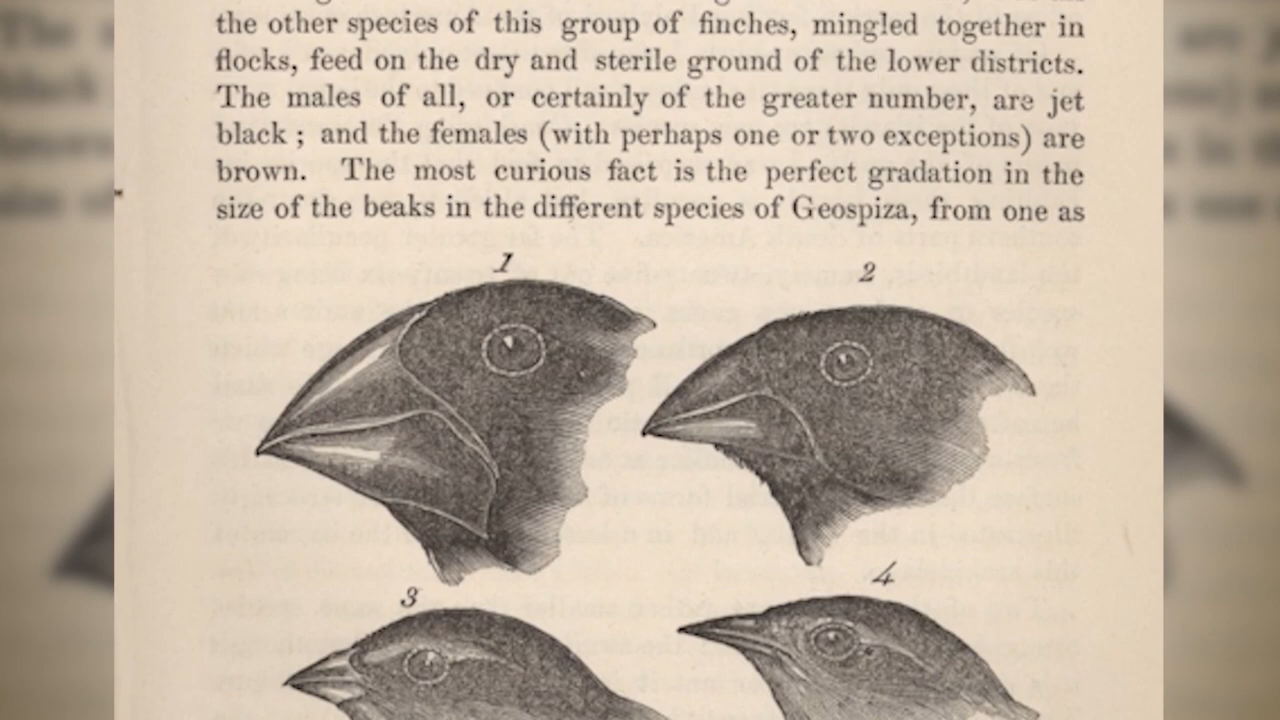 the other species of this group of finches, mingled together in
flocks, feed on the dry and sterile ground of the lower districts.
The males of all, or certainly of the greater number, are jet
black ; and the females (with perhaps one or two exceptions) are
brown. The most curious fact is the perfect gradation in the
size of the beaks in the different species of Geospiza, from one as
1
2
3
4